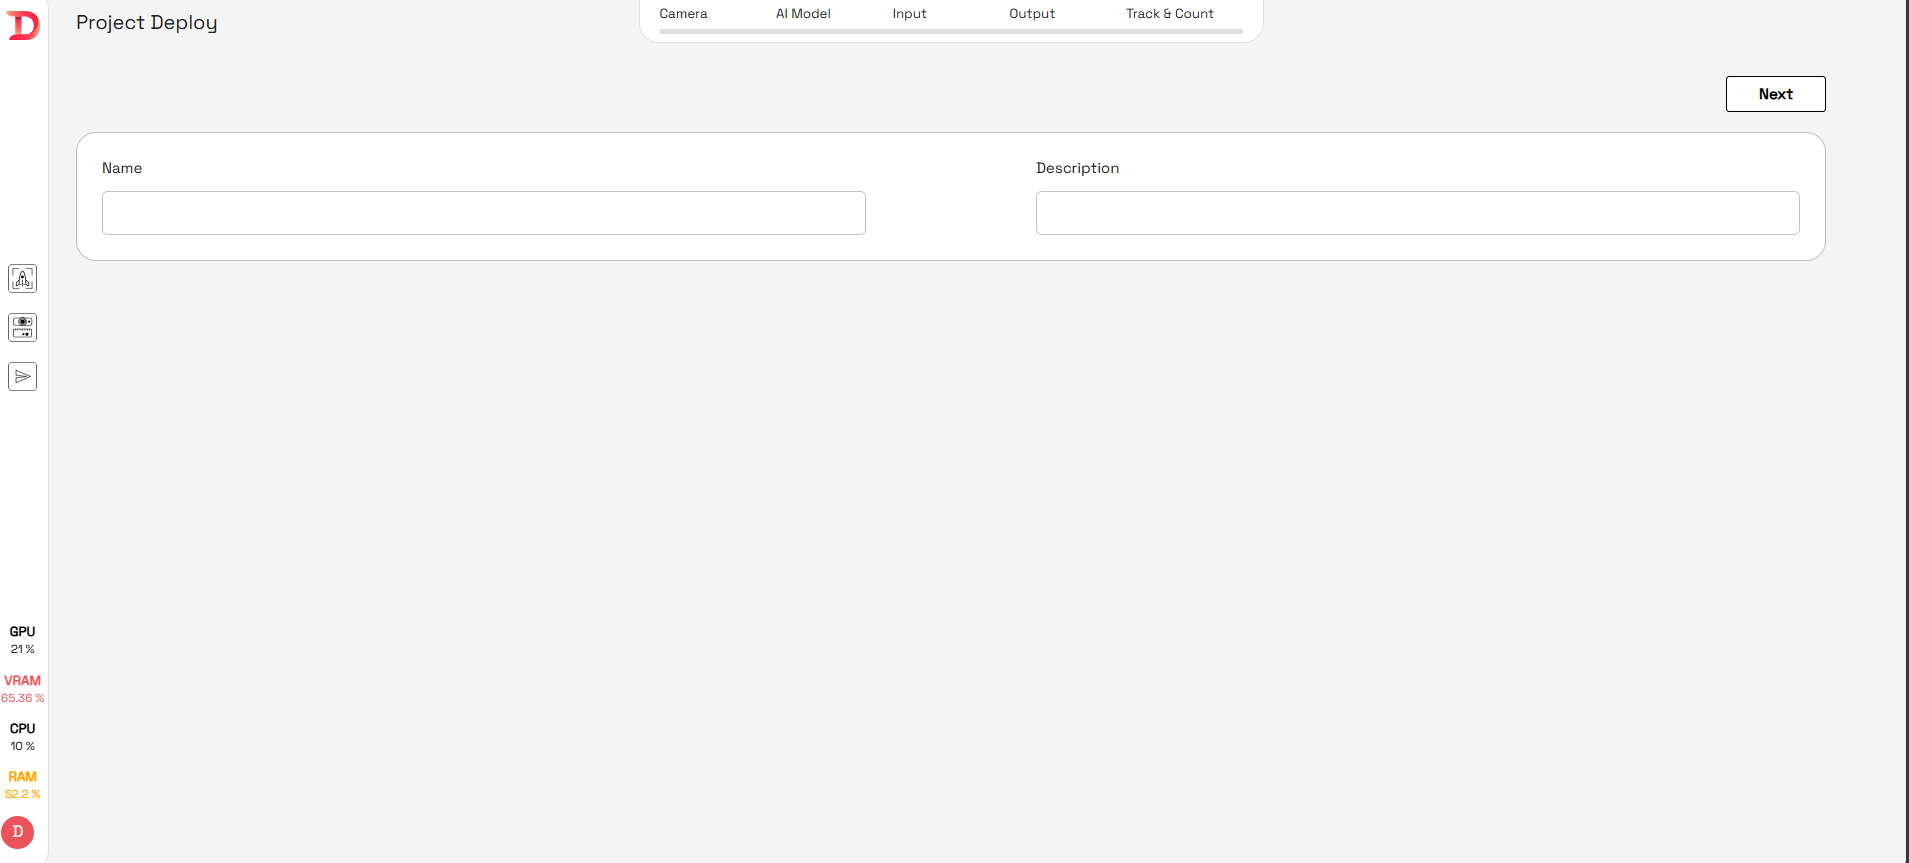 D
Project Deploy
Camera AI Model Input Output Track & Count
Next
Name
Description
GPU
21 %
VRAM
65.36 %
CPU
10 %
RAM
52.2 %
D